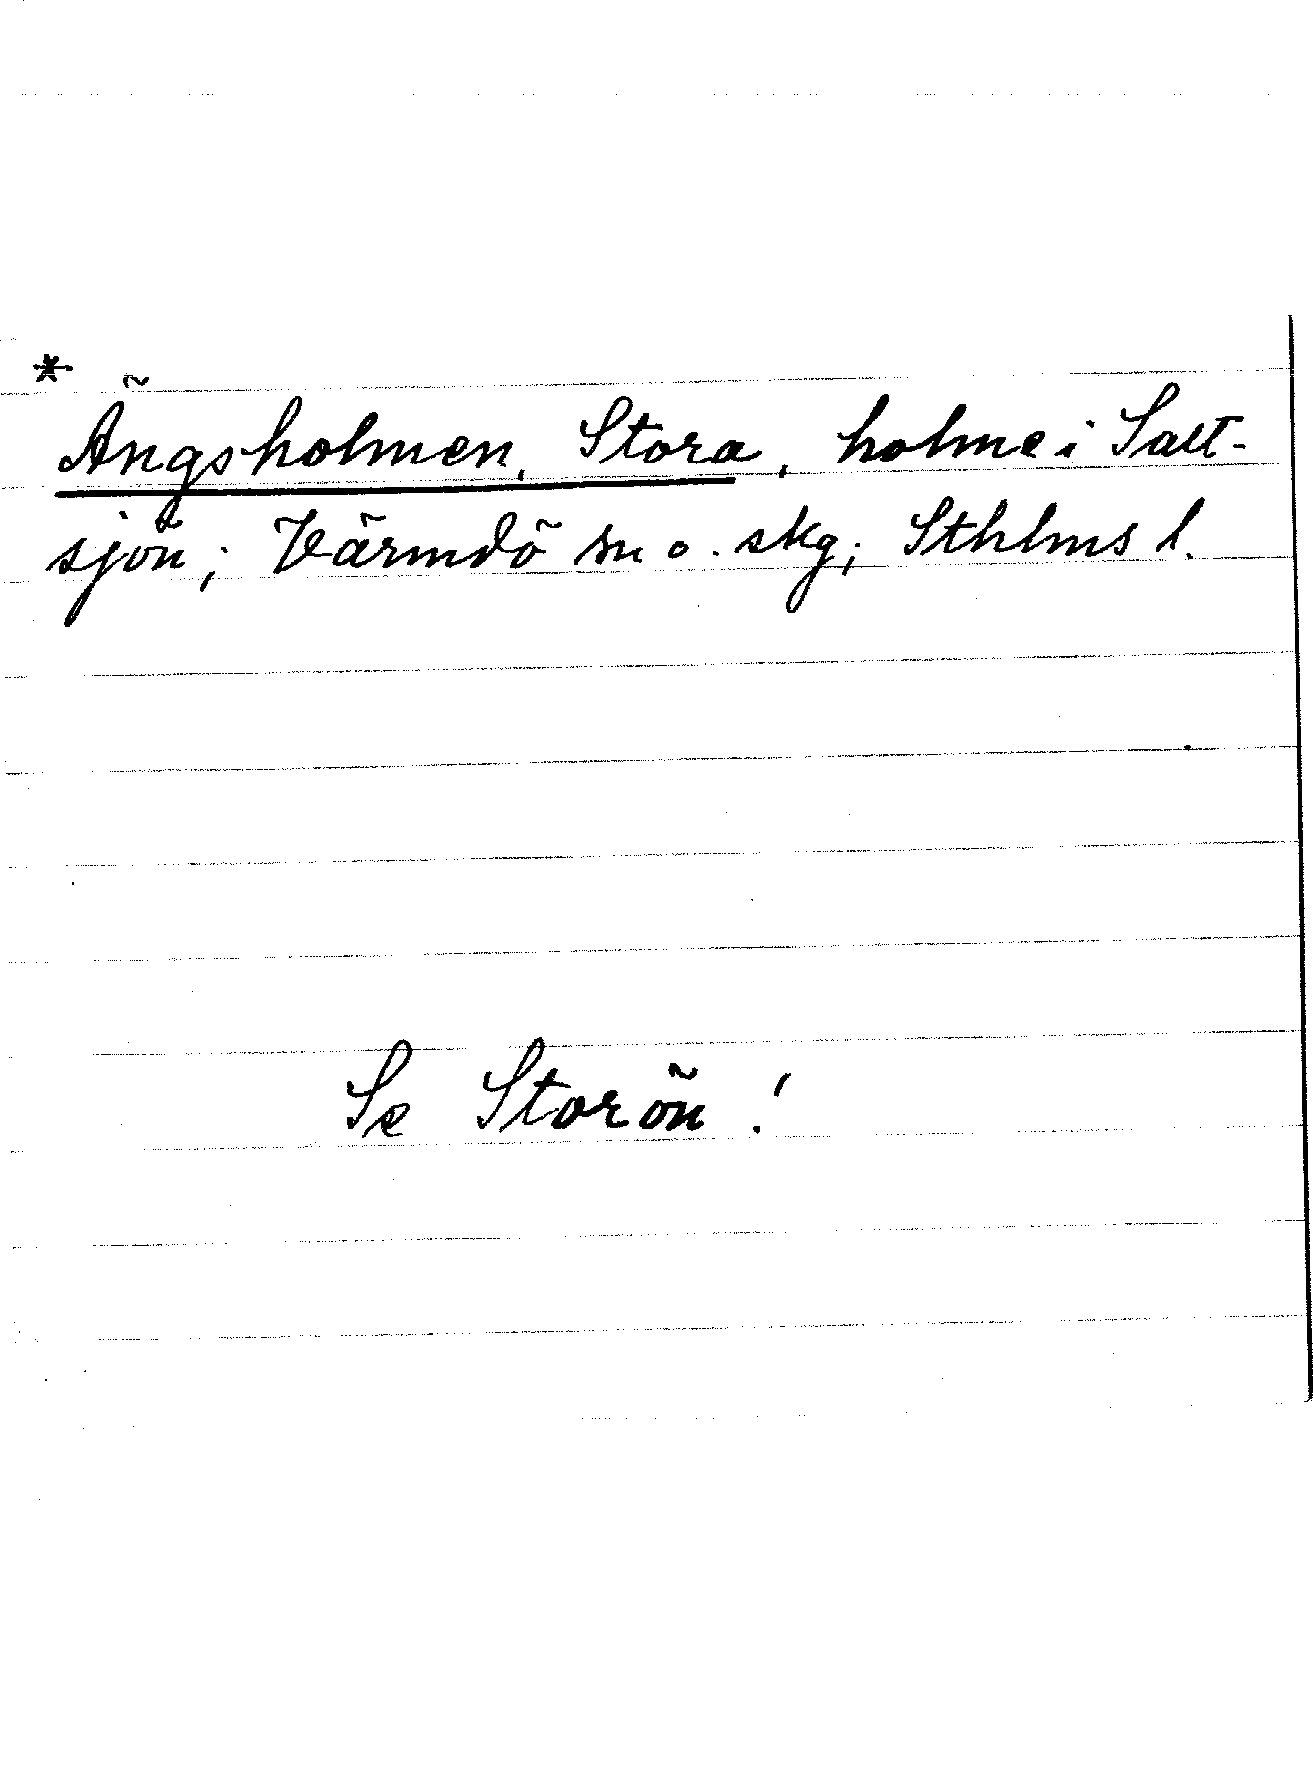 * Ängsholmen, Stora, holme i Salt-
sjön; Värmdö sn o. skg; Sthlms l.
Se Storön!